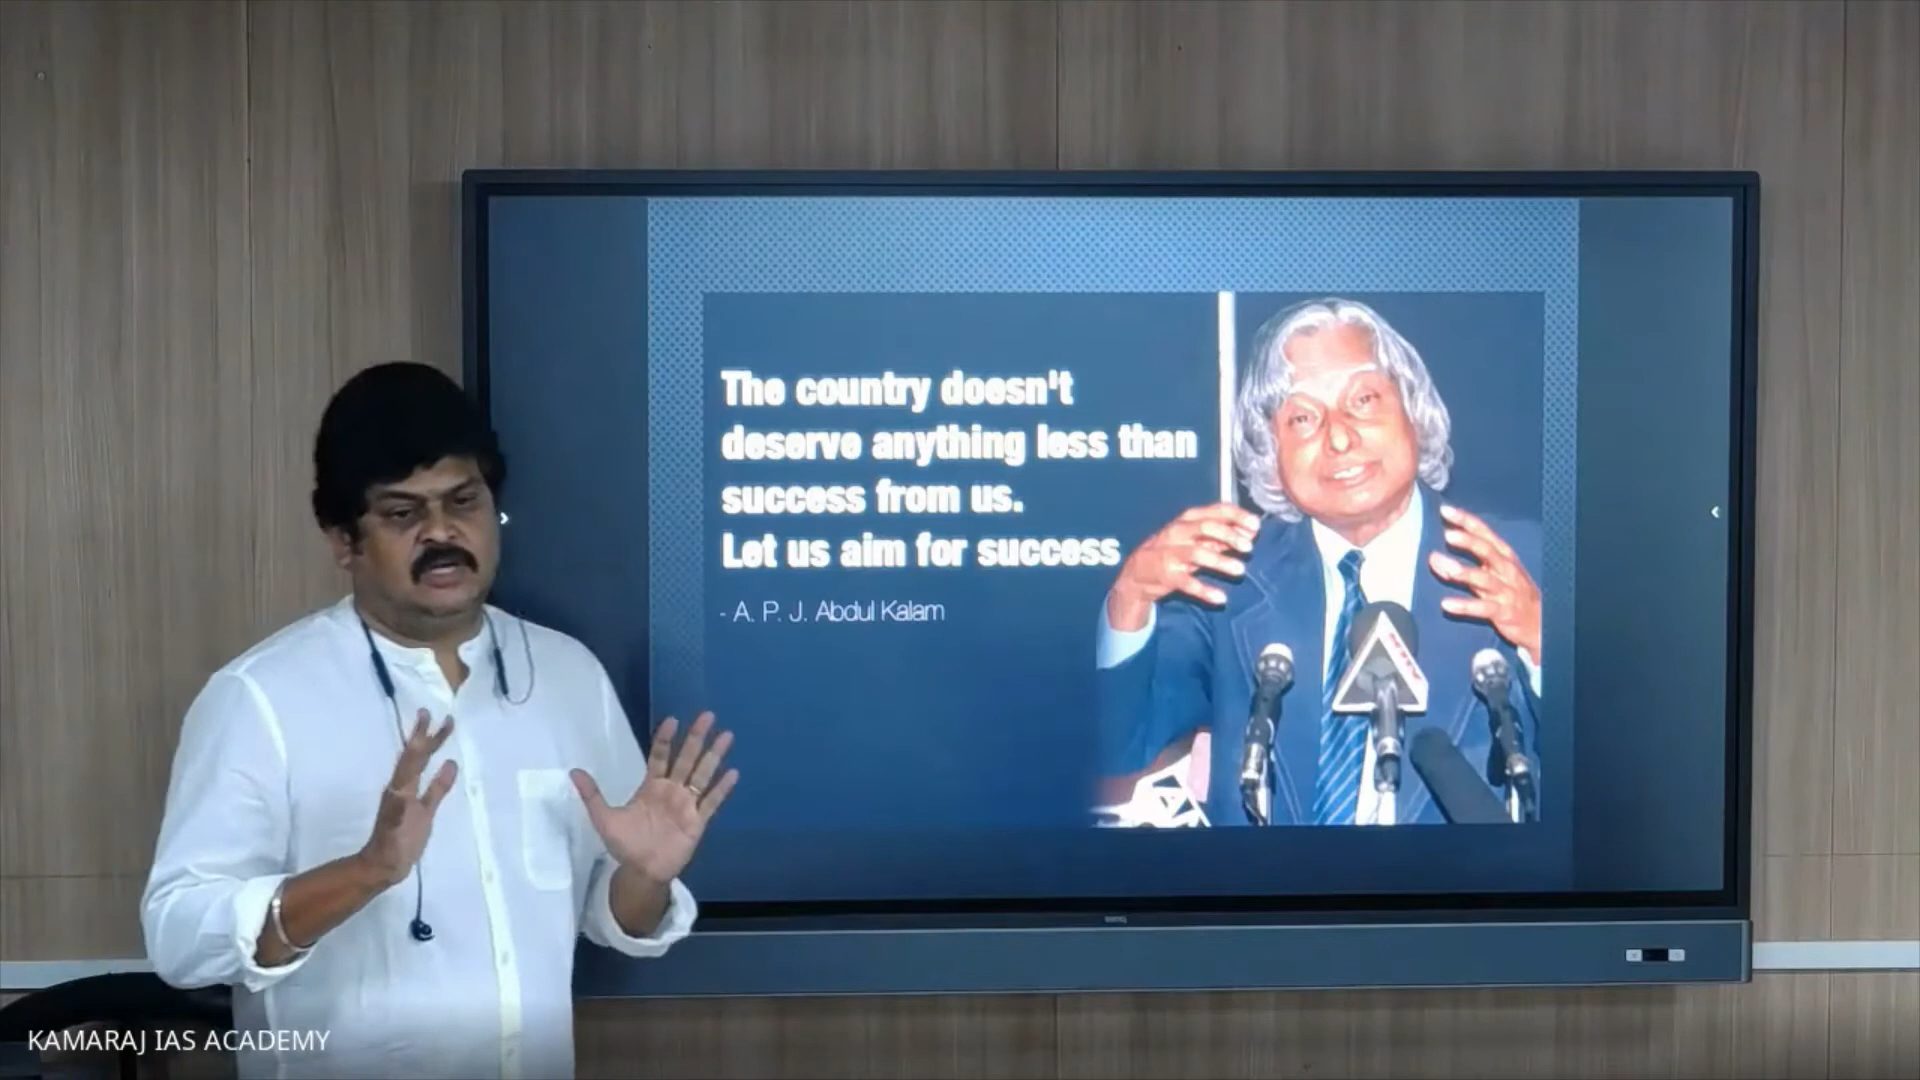 The country doesn't
deserve anything less than
success from us.
Let us aim for success
- A. P. J. Abdul Kalam
BenQ
KAMARAJ IAS ACADEMY